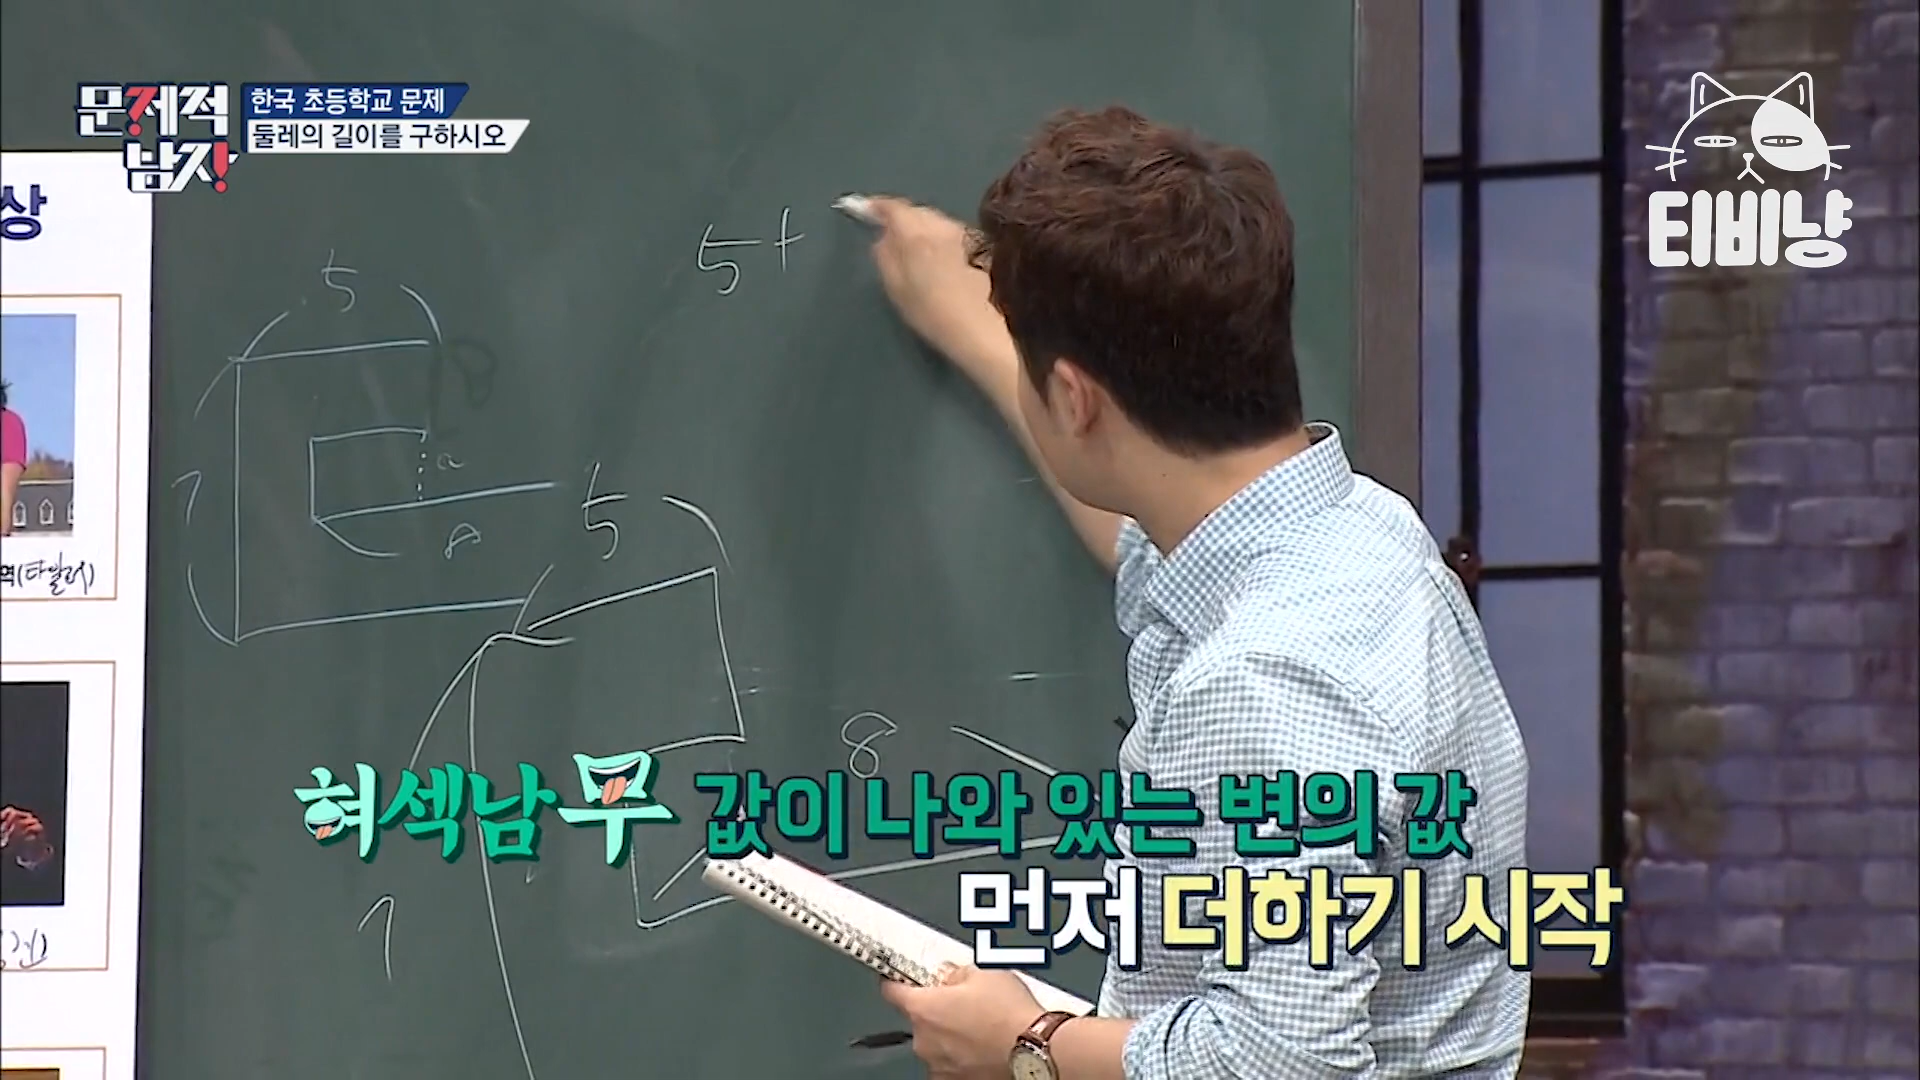 문제적
남자
한국 초등학교 문제
둘레의 길이를 구하시오
티비냥
상
5+
5
7
a
8
5
8
7
혀섹남무 값이 나와 있는 변의 값
먼저 더하기 시작